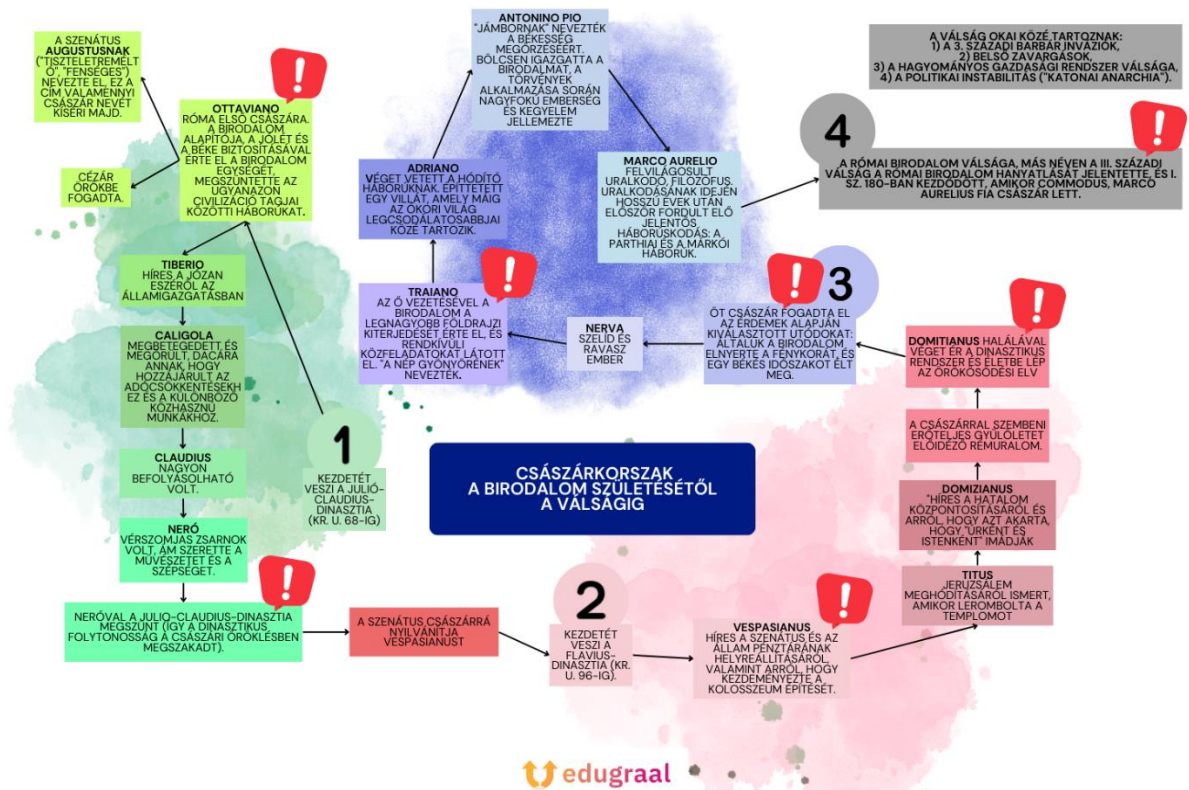 A SZENÁTUS
AUGUSTUSNAK
("TISZTELETREMÉLT
Ó", "FENSÉGES")
NEVEZTE EL, EZ A
CÍM VALAMENNYI
CSÁSZÁR NEVÉT
KÍSÉRI MAJD.
OTTAVIANO
RÓMA ELSŐ CSÁSZÁRA.
A BIRODALOM
ALAPÍTÓJA, A JÓLÉT ÉS
A BÉKE BIZTOSÍTÁSÁVAL
ÉRTE EL A BIRODALOM
EGYSÉGÉT,
MEGSZÜNTETTE AZ
UGYANAZON
CIVILIZÁCIÓ TAGJAI
KÖZÖTTI HÁBORÚKAT.
CÉZÁR
ÖRÖKBE
FOGADTA.
TIBERIO
HÍRES A JÓZAN
ESZÉRŐL AZ
ÁLLAMIGAZGATÁSBAN
CALIGOLA
MEGBETEGEDETT ÉS
MEGŐRÜLT, DACÁRA
ANNAK, HOGY
HOZZÁJÁRULT AZ
ADÓCSÖKKENTÉSEKH
EZ ÉS A KÜLÖNBÖZŐ
KÖZHASZNÚ
MUNKÁKHOZ.
CLAUDIUS
NAGYON
BEFOLYÁSOLHATÓ
VOLT.
NERÓ
VÉRSZOMJAS ZSARNOK
VOLT, ÁM SZERETTE A
MŰVÉSZETET ÉS A
SZÉPSÉGET.
NERÓVAL A JULIO-CLAUDIUS-DINASZTIA
MEGSZŰNT (ÍGY A DINASZTIKUS
FOLYTONOSSÁG A CSÁSZÁRI ÖRÖKLÉSBEN
MEGSZAKADT).
1
KEZDETÉT
VESZI A JULIÓ-
CLAUDIUS-
DINASZTIA
(KR. U. 68-IG)
A SZENÁTUS CSÁSZÁRRÁ
NYILVÁNÍTJA
VESPASIANUST
2
KEZDETÉT
VESZI A
FLAVIUS-
DINASZTIA (KR.
U. 96-IG).
VESPASIANUS
HÍRES A SZENÁTUS ÉS AZ
ÁLLAM PÉNZTÁRÁNAK
HELYREÁLLÍTÁSÁRÓL,
VALAMINT ARRÓL, HOGY
KEZDEMÉNYEZTE A
KOLOSSZEUM ÉPÍTÉSÉT.
TITUS
JERUZSÁLEM
MEGHÓDÍTÁSÁRÓL ISMERT,
AMIKOR LEROMBOLTA A
TEMPLOMOT
DOMIZIANUS
"HÍRES A HATALOM
KÖZPONTOSÍTÁSÁRÓL ÉS
ARRÓL, HOGY AZT AKARTA,
HOGY "ÚRKÉNT ÉS
ISTENKÉNT" IMÁDJÁK
A CSÁSZÁRRAL SZEMBENI
ERŐTELJES GYŰLÖLETET
ELŐIDÉZŐ RÉMURALOM.
DOMITIANUS HALÁLÁVAL
VÉGET ÉR A DINASZTIKUS
RENDSZER ÉS ÉLETBE LÉP
AZ ÖRÖKÖSÖDÉSI ELV
3
ÖT CSÁSZÁR FOGADTA EL
AZ ÉRDEMEK ALAPJÁN
KIVÁLASZTOTT UTÓDOKAT:
ÁLTALUK A BIRODALOM
ELNYERTE A FÉNYKORÁT, ÉS
EGY BÉKÉS IDŐSZAKOT ÉLT
MEG.
NERVA
SZELÍD ÉS
RAVASZ
EMBER
TRAIANO
AZ Ő VEZETÉSÉVEL A
BIRODALOM A
LEGNAGYOBB FÖLDRAJZI
KITERJEDÉSÉT ÉRTE EL, ÉS
RENDKÍVÜLI
KÖZFELADATOKAT LÁTOTT
EL. "A NÉP GYÖNYÖRÉNEK"
NEVEZTÉK.
ADRIANO
VÉGET VETETT A HÓDÍTÓ
HÁBORÚKNAK. ÉPÍTTETETT
EGY VILLÁT, AMELY MÁIG
AZ ÓKORI VILÁG
LEGCSODÁLATOSABBJAI
KÖZÉ TARTOZIK.
ANTONINO PIO
"JÁMBORNAK" NEVEZTÉK
A BÉKESSÉG
MEGŐRZÉSÉÉRT.
BÖLCSEN IGAZGATTA A
BIRODALMAT, A
TÖRVÉNYEK
ALKALMAZÁSA SORÁN
NAGYFOKÚ EMBERSÉG
ÉS KEGYELEM
JELLEMEZTE
MARCO AURELIO
FELVILÁGOSULT
URALKODÓ, FILOZÓFUS.
URALKODÁSÁNAK IDEJÉN
HOSSZÚ ÉVEK UTÁN
ELŐSZÖR FORDULT ELŐ
JELENTŐS
HÁBORÚSKODÁS: A
PARTHIAI ÉS A MARKÓI
HÁBORÚK.
4
A RÓMAI BIRODALOM VÁLSÁGA, MÁS NÉVEN A III. SZÁZADI
VÁLSÁG A RÓMAI BIRODALOM HANYATLÁSÁT JELENTETTE, ÉS I.
SZ. 180-BAN KEZDŐDÖTT, AMIKOR COMMODUS, MARCO
AURELIUS FIA CSÁSZÁR LETT.
A VÁLSÁG OKAI KÖZÉ TARTOZNAK:
1) A 3. SZÁZADI BARBÁR INVÁZIÓK,
2) BELSŐ ZAVARGÁSOK,
3) A HAGYOMÁNYOS GAZDASÁGI RENDSZER VÁLSÁGA,
4) A POLITIKAI INSTABILITÁS ("KATONAI ANARCHIA").
CSÁSZÁRKORSZAK
A BIRODALOM SZÜLETÉSÉTŐL
A VÁLSÁGIG
edugraal